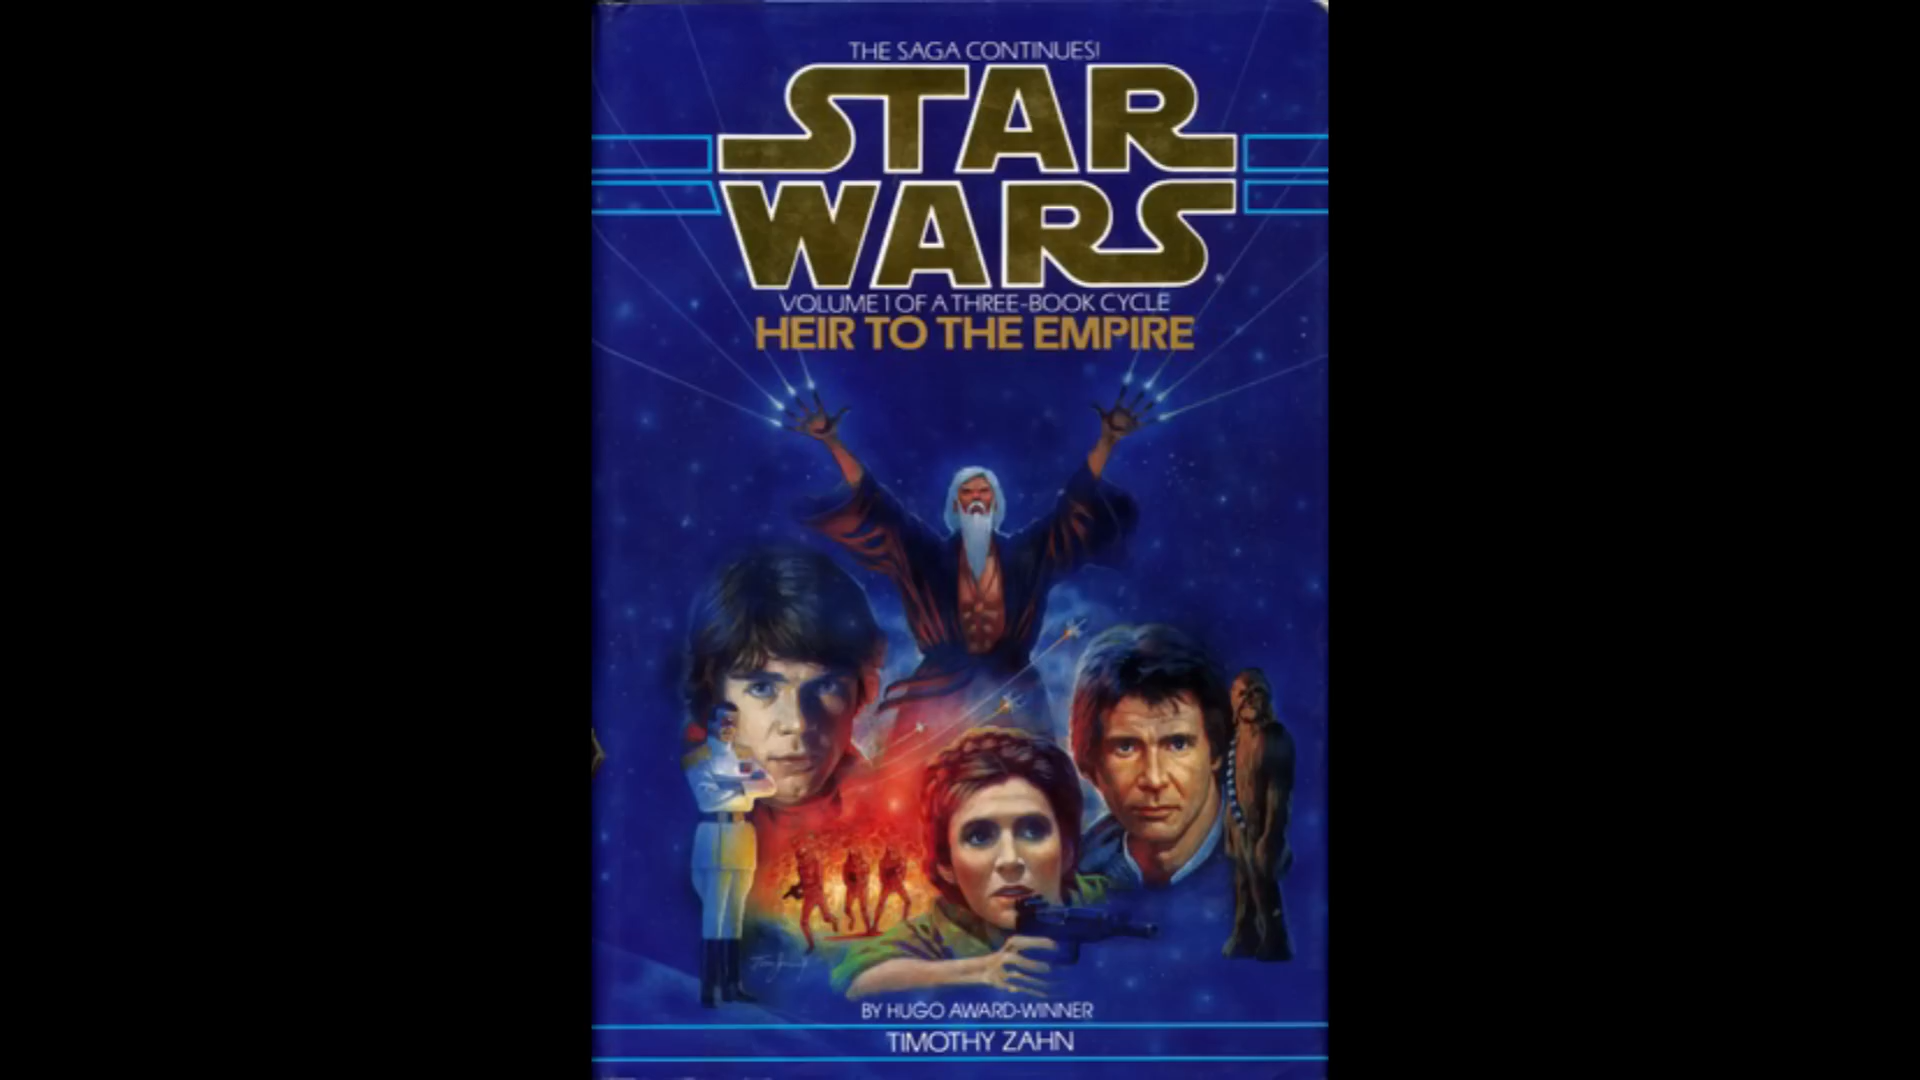 THE SAGA CONTINUES!
STAR
WARS
VOLUME 1 OF A THREE-BOOK CYCLE
HEIR TO THE EMPIRE
BY HUGO AWARD-WINNER
TIMOTHY ZAHN